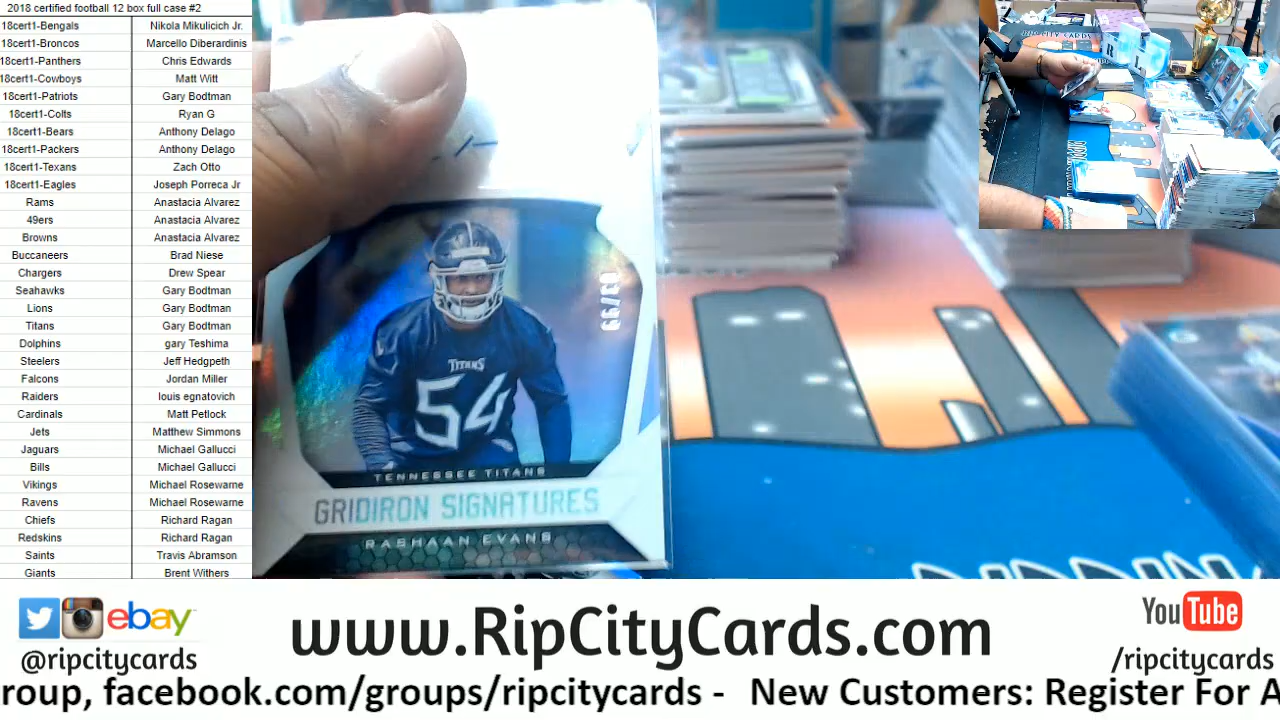 2018 certified football 12 box full case #2
18cert1-Bengals Nikola Mikulicich Jr.
18cert1-Broncos Marcello Diberardinis
18cert1-Panthers Chris Edwards
18cert1-Cowboys Matt Witt
18cert1-Patriots Gary Bodtman
18cert1-Colts Ryan G
18cert1-Bears Anthony Delago
18cert1-Packers Anthony Delago
18cert1-Texans Zach Otto
18cert1-Eagles Joseph Porreca Jr
Rams Anastacia Alvarez
49ers Anastacia Alvarez
Browns Anastacia Alvarez
Buccaneers Brad Niese
Chargers Drew Spear
Seahawks Gary Bodtman
Lions Gary Bodtman
Titans Gary Bodtman
Dolphins gary Teshima
Steelers Jeff Hedgpeth
Falcons Jordan Miller
Raiders louis egnatovich
Cardinals Matt Petlock
Jets Matthew Simmons
Jaguars Michael Gallucci
Bills Michael Gallucci
Vikings Michael Rosewarne
Ravens Michael Rosewarne
Chiefs Richard Ragan
Redskins Richard Ragan
Saints Travis Abramson
Giants Brent Withers
TITANS
54
TENNESSEE TITANS
GRIDIRON SIGNATURES
RASHAAN EVANS
ebay
@ripcitycards
www.RipCityCards.com
YouTube
/ripcitycards
roup, facebook.com/groups/ripcitycards - New Customers: Register For A